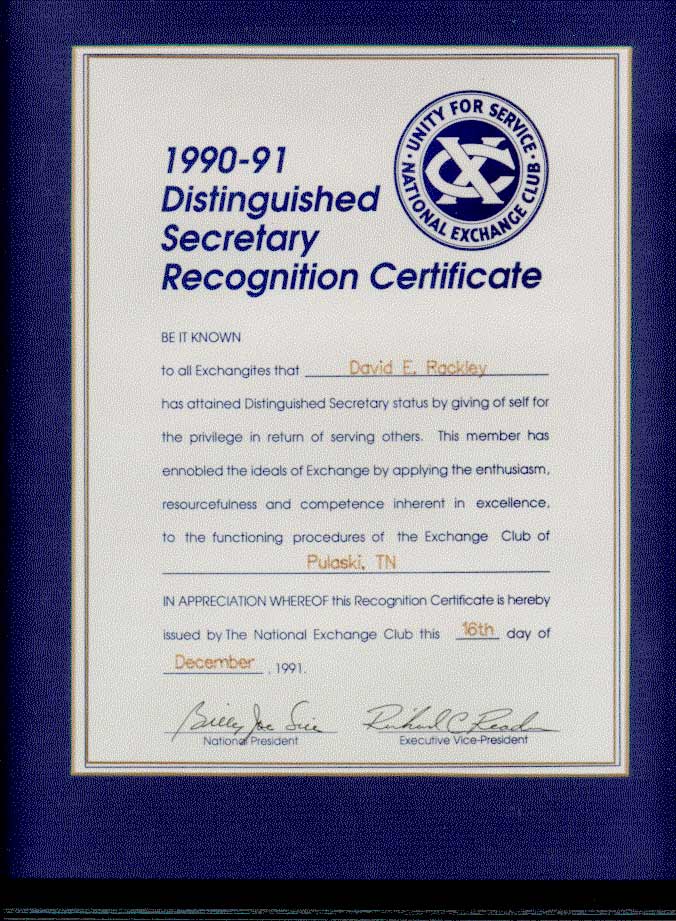 UNITY FOR SERVICE
NATIONAL EXCHANGE CLUB
1990-91
Distinguished
Secretary
Recognition Certificate
BE IT KNOWN
to all Exchangites that David E. Rackley
has attained Distinguished Secretary status by giving of self for
the privilege in return of serving others. This member has
ennobled the ideals of Exchange by applying the enthusiasm,
resourcefulness and competence inherent in excellence,
to the functioning procedures of the Exchange Club of
Pulaski, TN
IN APPRECIATION WHEREOF this Recognition Certificate is hereby
issued by The National Exchange Club this 16th day of
December, 1991.
Billy Joe Richard C.
National President Executive Vice-President